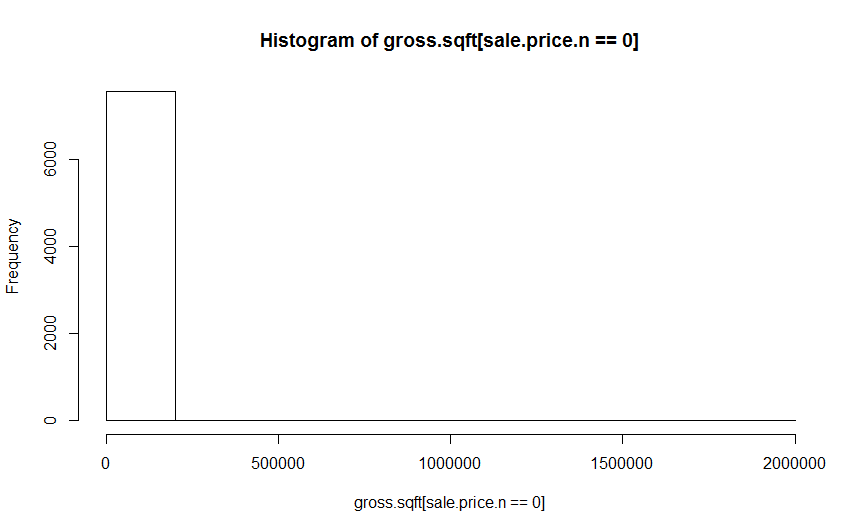 Histogram of gross.sqft[sale.price.n == 0]
Frequency
6000
4000
2000
0
0 500000 1000000 1500000 2000000
gross.sqft[sale.price.n == 0]